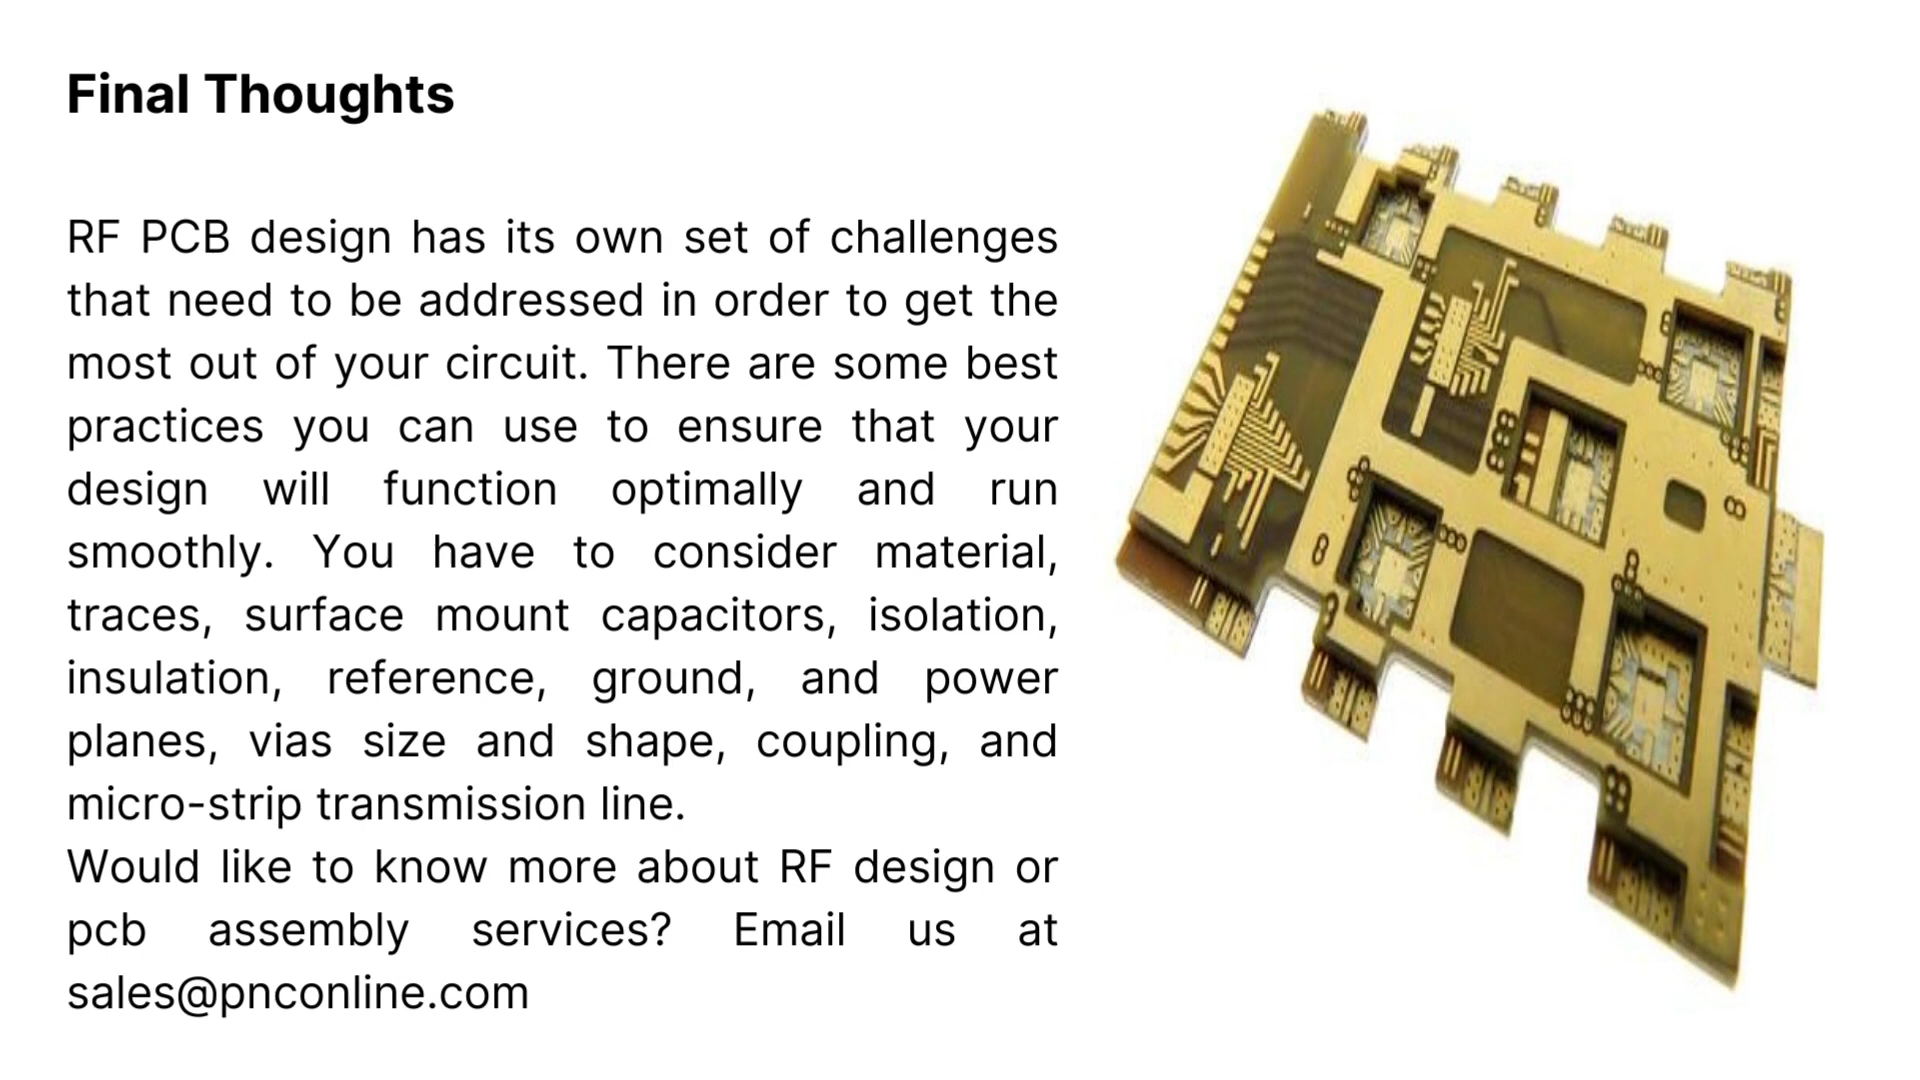 Final Thoughts
RF PCB design has its own set of challenges
that need to be addressed in order to get the
most out of your circuit. There are some best
practices you can use to ensure that your
design will function optimally and run
smoothly. You have to consider material,
traces, surface mount capacitors, isolation,
insulation, reference, ground, and power
planes, vias size and shape, coupling, and
micro-strip transmission line.
Would like to know more about RF design or
pcb assembly services? Email us at
sales@pnconline.com